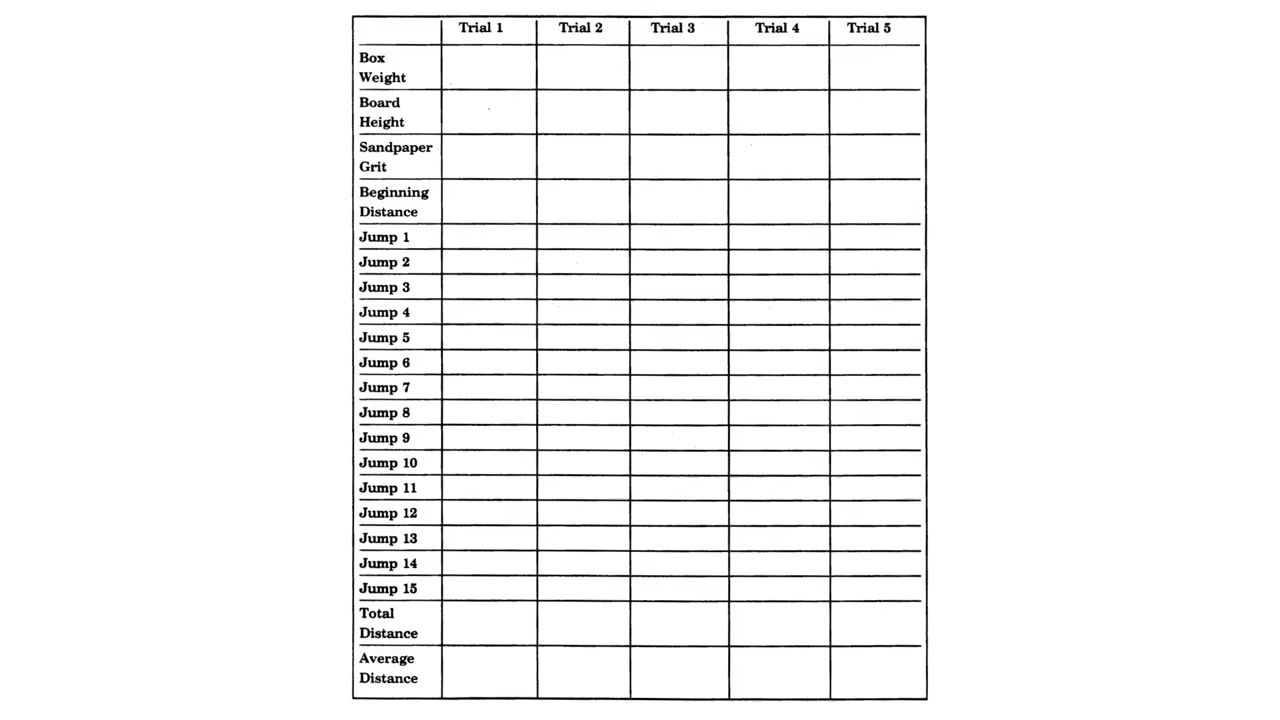 Trial 1 Trial 2 Trial 3 Trial 4 Trial 5
Box
Weight
Board
Height
Sandpaper
Grit
Beginning
Distance
Jump 1
Jump 2
Jump 3
Jump 4
Jump 5
Jump 6
Jump 7
Jump 8
Jump 9
Jump 10
Jump 11
Jump 12
Jump 13
Jump 14
Jump 15
Total
Distance
Average
Distance